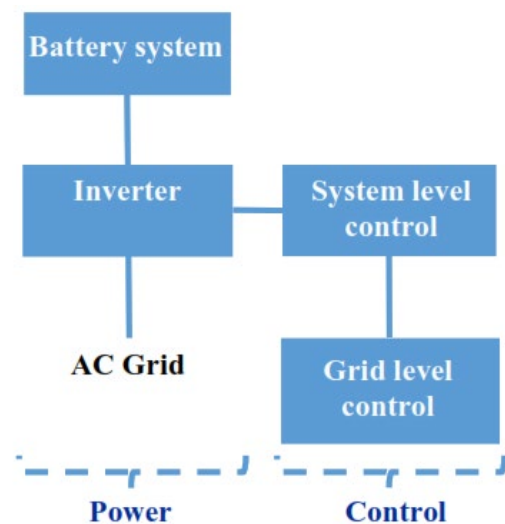 Battery system
Inverter
System level
control
AC Grid
Grid level
control
Power
Control